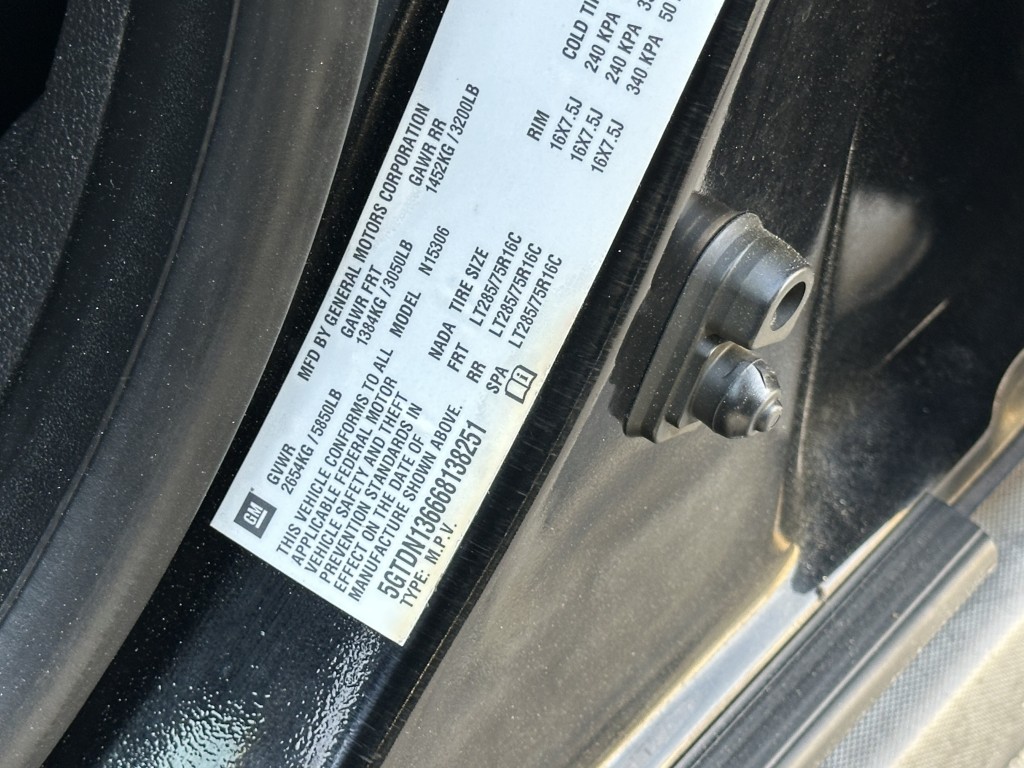 GM
MFD BY GENERAL MOTORS CORPORATION
GVWR GAWR FRT GAWR RR
2654KG / 5850LB 1384KG / 3050LB 1452KG / 3200LB
THIS VEHICLE CONFORMS TO ALL
APPLICABLE FEDERAL MOTOR
VEHICLE SAFETY AND THEFT
PREVENTION STANDARDS IN
EFFECT ON THE DATE OF
MANUFACTURE SHOWN ABOVE.
5GTDN136668138251
TYPE: M.P.V.
MODEL N15306
NADA TIRE SIZE RIM COLD
FRT LT285/75R16C 16X7.5J 240 KPA
RR LT285/75R16C 16X7.5J 240 KPA
SPA LT285/75R16C 16X7.5J 340 KPA 50
i